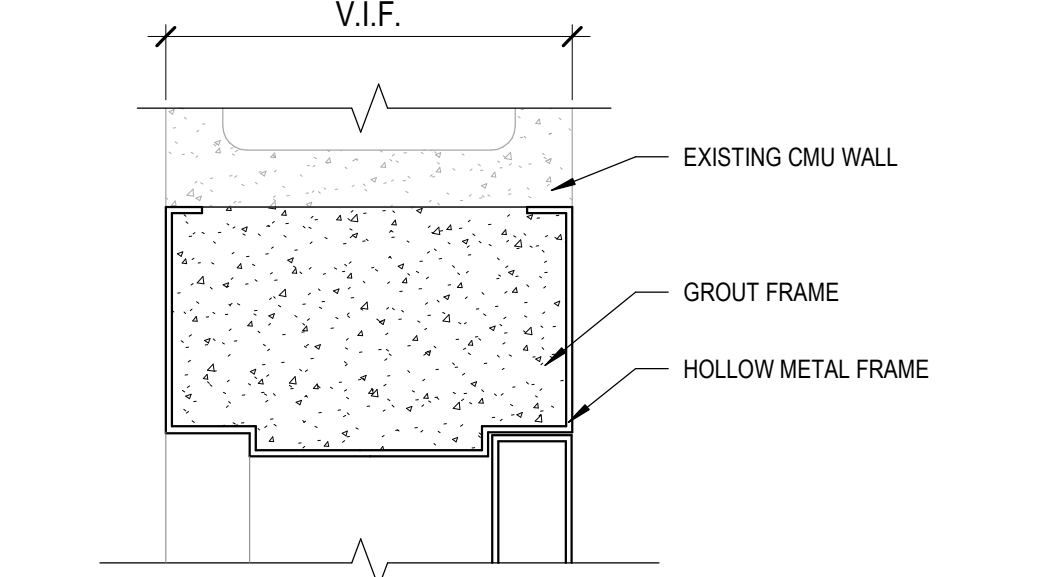 V.I.F.
EXISTING CMU WALL
GROUT FRAME
HOLLOW METAL FRAME